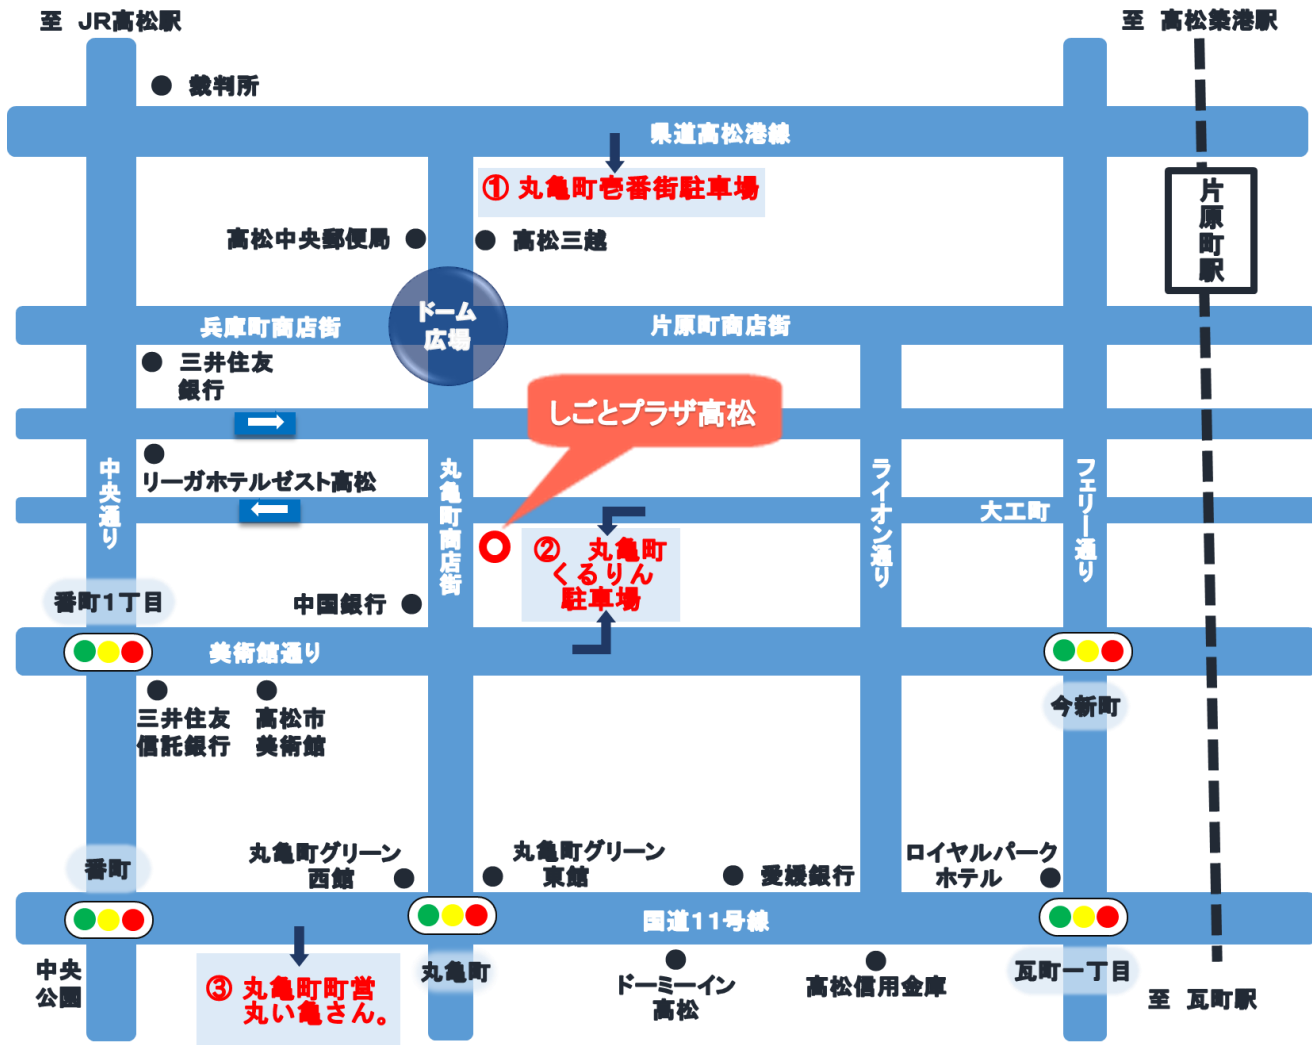 至 JR高松駅
至 高松築港駅
裁判所
県道高松港線
① 丸亀町壱番街駐車場
片原町駅
高松中央郵便局
高松三越
ドーム
広場
兵庫町商店街
片原町商店街
三井住友
銀行
しごとプラザ高松
リーガホテルゼスト高松
中央通り
丸亀町商店街
ライオン通り
フェリー通り
大工町
② 丸亀町
くるりん
駐車場
番町1丁目
中国銀行
美術館通り
三井住友
信託銀行
高松市
美術館
今新町
番町
丸亀町グリーン
西館
丸亀町グリーン
東館
愛媛銀行
ロイヤルパーク
ホテル
国道11号線
中央
公園
③ 丸亀町町営
丸い亀さん。
丸亀町
ドーミーイン
高松
高松信用金庫
瓦町一丁目
至 瓦町駅